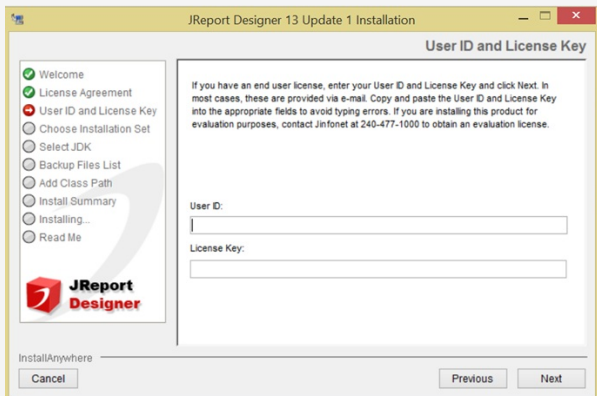 JReport Designer 13 Update 1 Installation
User ID and License Key
Welcome
License Agreement
User ID and License Key
Choose Installation Set
Select JDK
Backup Files List
Add Class Path
Install Summary
Installing...
Read Me
JReport
Designer
If you have an end user license, enter your User ID and License Key and click Next. In
most cases, these are provided via e-mail. Copy and paste the User ID and License Key
into the appropriate fields to avoid typing errors. If you are installing this product for
evaluation purposes, contact Jinfonet at 240-477-1000 to obtain an evaluation license.
User ID:
License Key:
InstallAnywhere
Cancel
Previous
Next